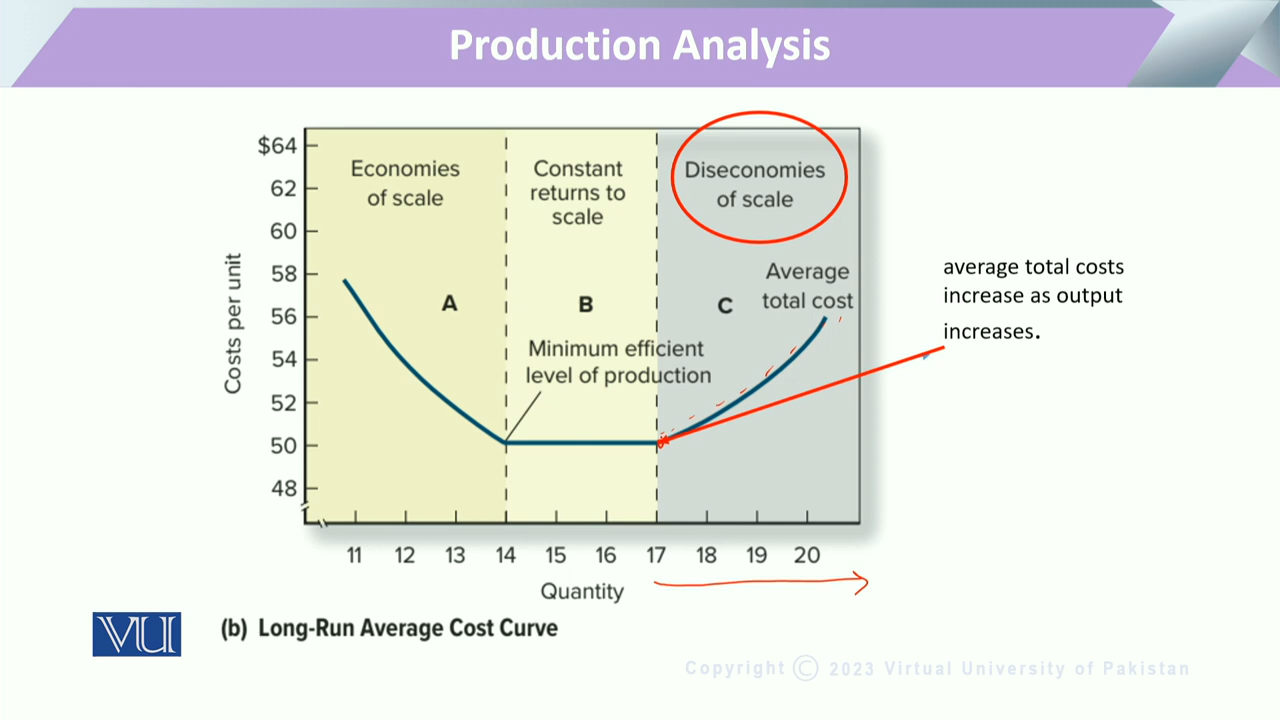 Production Analysis
$64
62
60
58
56
54
52
50
48
Costs per unit
Economies
of scale
Constant
returns to
scale
Diseconomies
of scale
A
B
C
Average
total cost
Minimum efficient
level of production
average total costs
increase as output
increases.
11 12 13 14 15 16 17 18 19 20
Quantity
VU
(b) Long-Run Average Cost Curve
Copyright © 2023 Virtual University of Pakistan